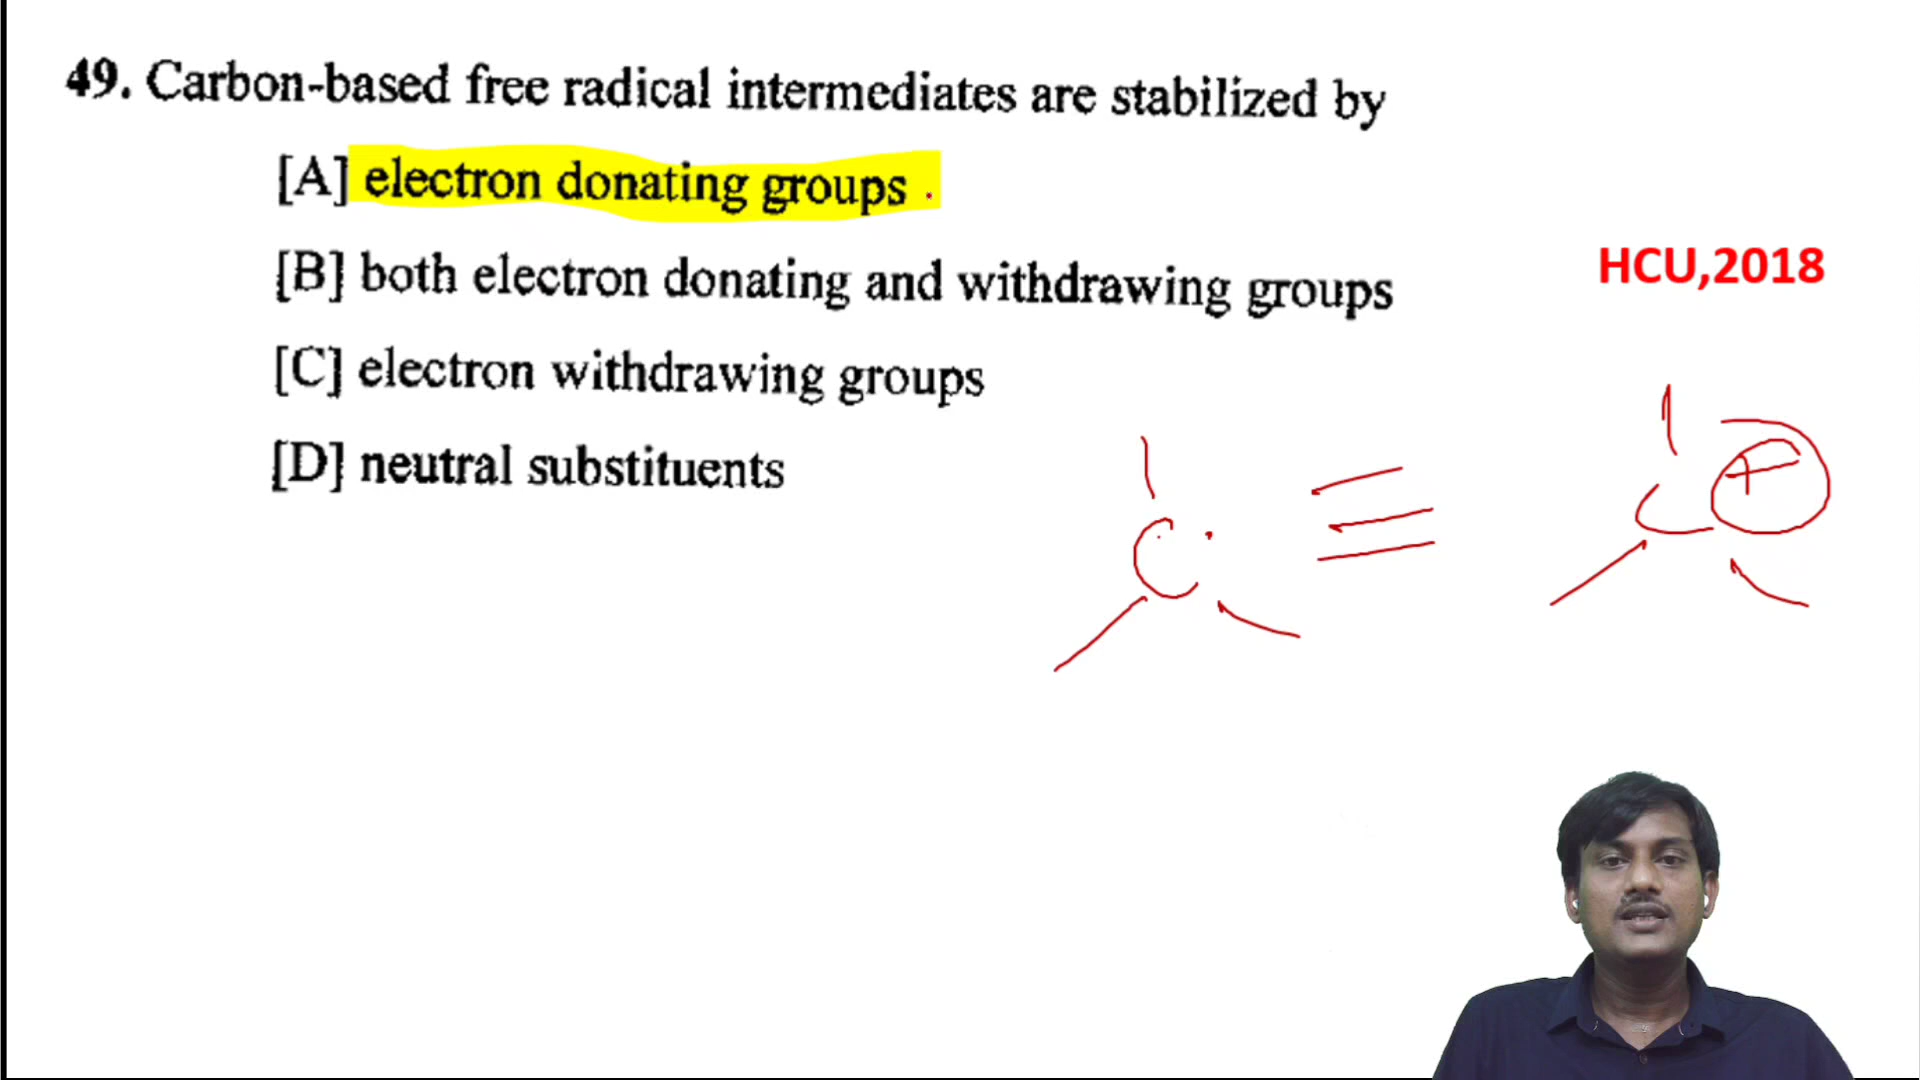 49. Carbon-based free radical intermediates are stabilized by
[A] electron donating groups .
[B] both electron donating and withdrawing groups
HCU,2018
[C] electron withdrawing groups
[D] neutral substituents
C
C +